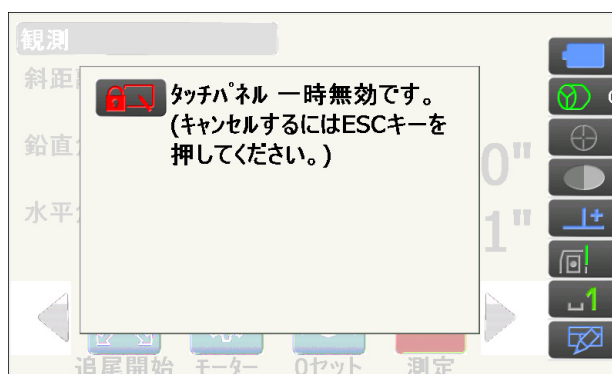 観測
斜距
ﾀｯﾁﾊﾟﾈﾙ 一時無効です。
(ｷｬﾝｾﾙするにはESCキーを
押してください。)
鉛直
0"
水平
1"
追尾開始 ﾓｰﾀｰ 0ｾｯﾄ 測定
1